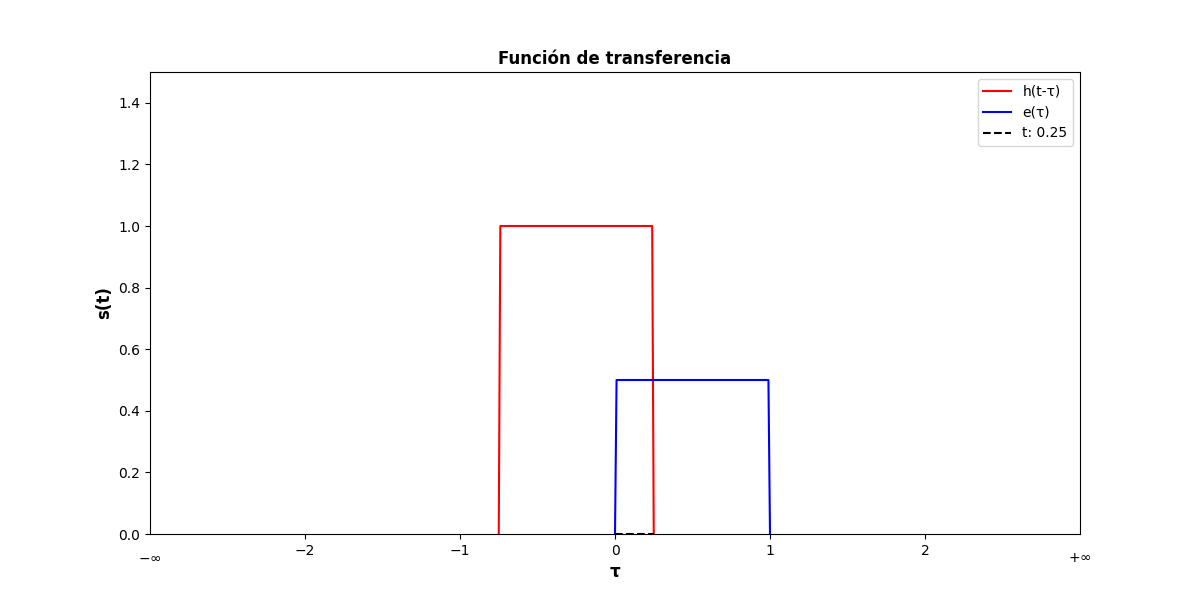 Función de transferencia
h(t-τ)
e(τ)
t: 0.25
s(t)
1.4
1.2
1.0
0.8
0.6
0.4
0.2
0.0
−2
−1
0
1
2
−∞
+∞
τ